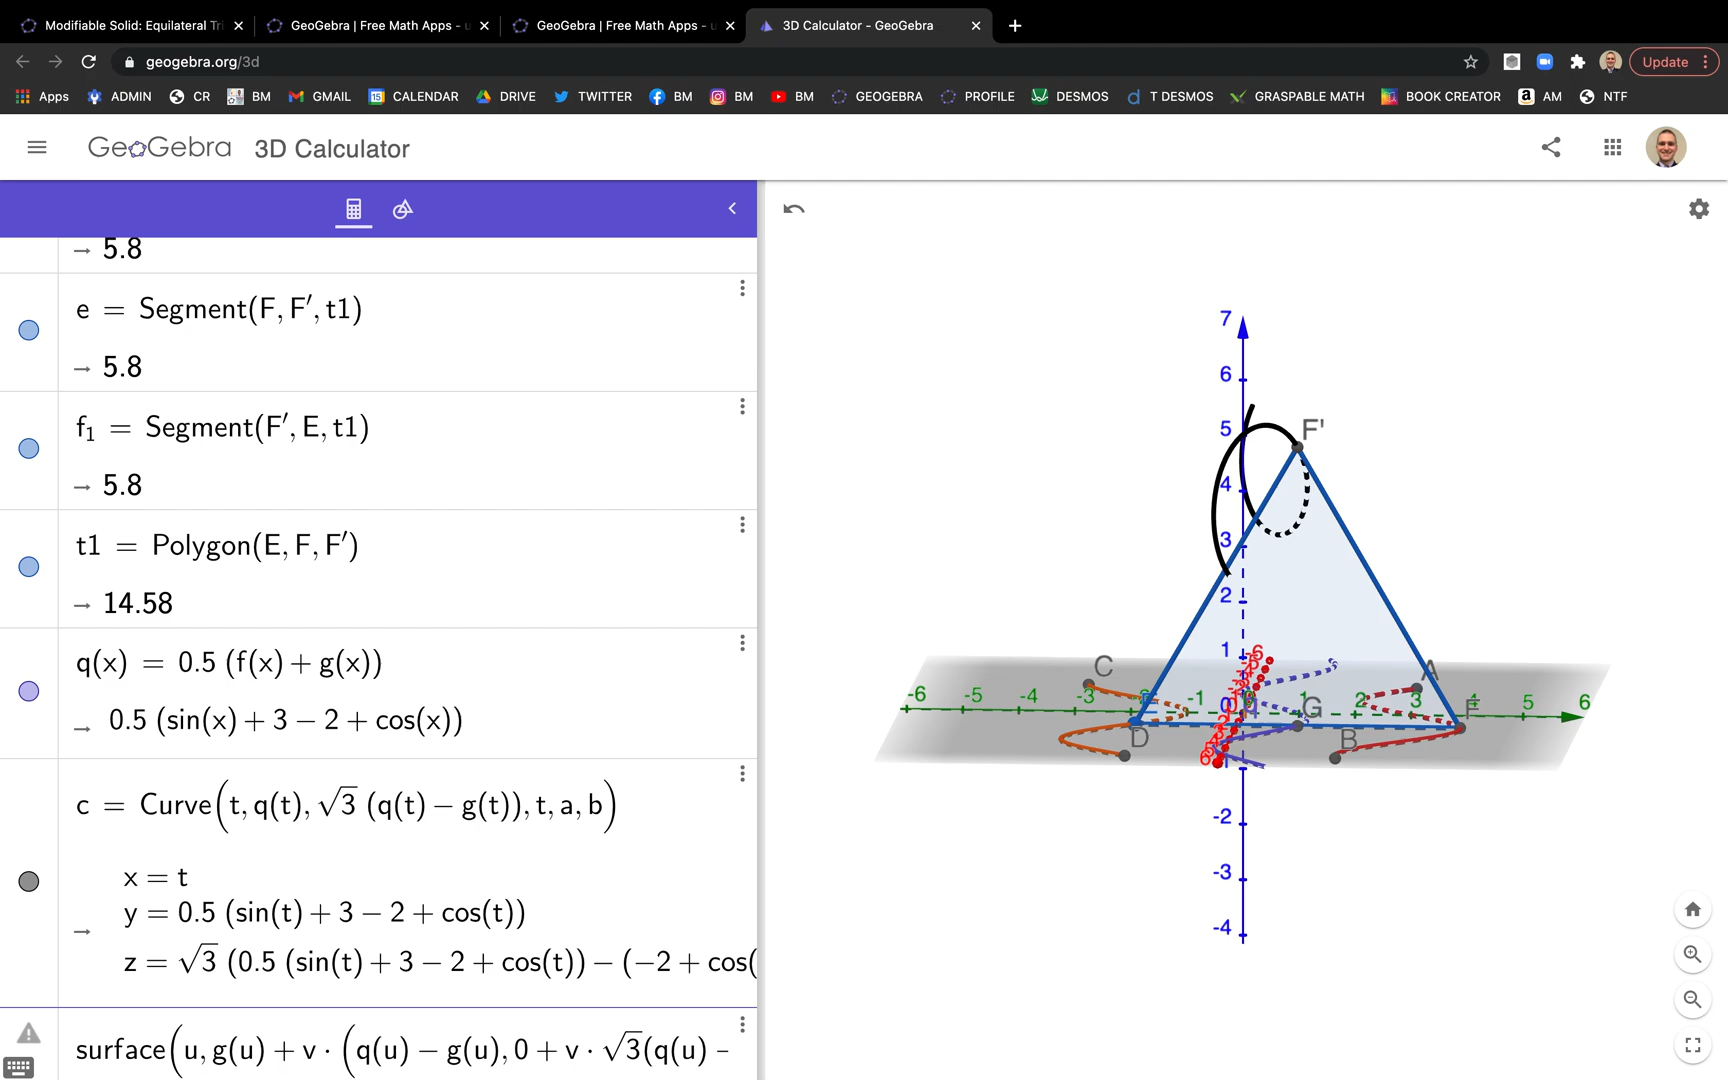 Modifiable Solid: Equilateral Tri
GeoGebra | Free Math Apps - u
GeoGebra | Free Math Apps - u
3D Calculator - GeoGebra
geogebra.org/3d
Update
Apps ADMIN CR BM GMAIL CALENDAR DRIVE TWITTER BM BM BM GEOGEBRA PROFILE DESMOS T DESMOS GRASPABLE MATH BOOK CREATOR AM NTF
GeoGebra 3D Calculator
→ 5.8
e = Segment(F, F′, t1)
→ 5.8
f₁ = Segment(F′, E, t1)
→ 5.8
t1 = Polygon(E, F, F′)
→ 14.58
q(x) = 0.5 (f(x) + g(x))
→ 0.5 (sin(x) + 3 − 2 + cos(x))
c = Curve(t, q(t), √3 (q(t) − g(t)), t, a, b)
x = t
→ y = 0.5 (sin(t) + 3 − 2 + cos(t))
z = √3 (0.5 (sin(t) + 3 − 2 + cos(t)) − (−2 + cos(
surface(u, g(u) + v · (q(u) − g(u), 0 + v · √3(q(u) −
7
6
5
F'
4
3
2
1
C
A
-6 -5 -4 -3 -1 0 1 2 3 4 5 6
G
F
D
B
-2
-3
-4